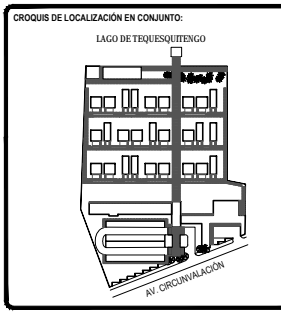 CROQUIS DE LOCALIZACIÓN EN CONJUNTO:
LAGO DE TEQUESQUITENGO
AV. CIRCUNVALACIÓN